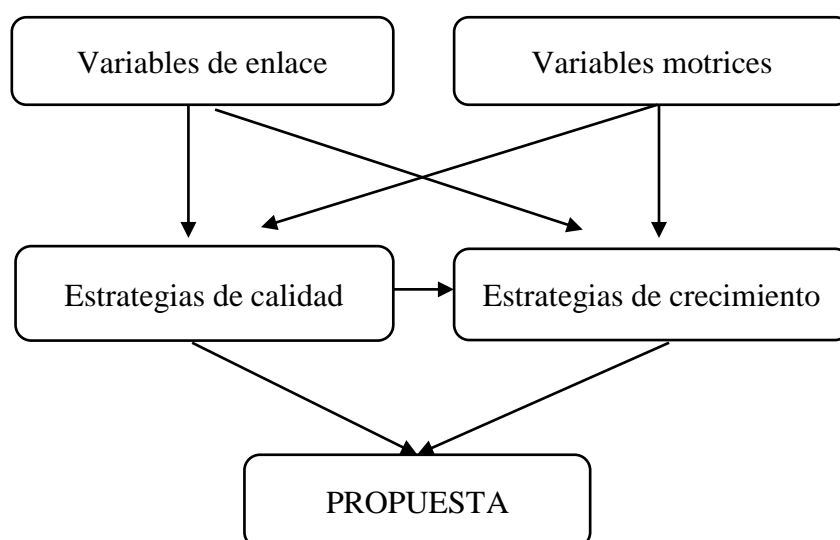 Variables de enlace
Variables motrices
Estrategias de calidad
Estrategias de crecimiento
PROPUESTA